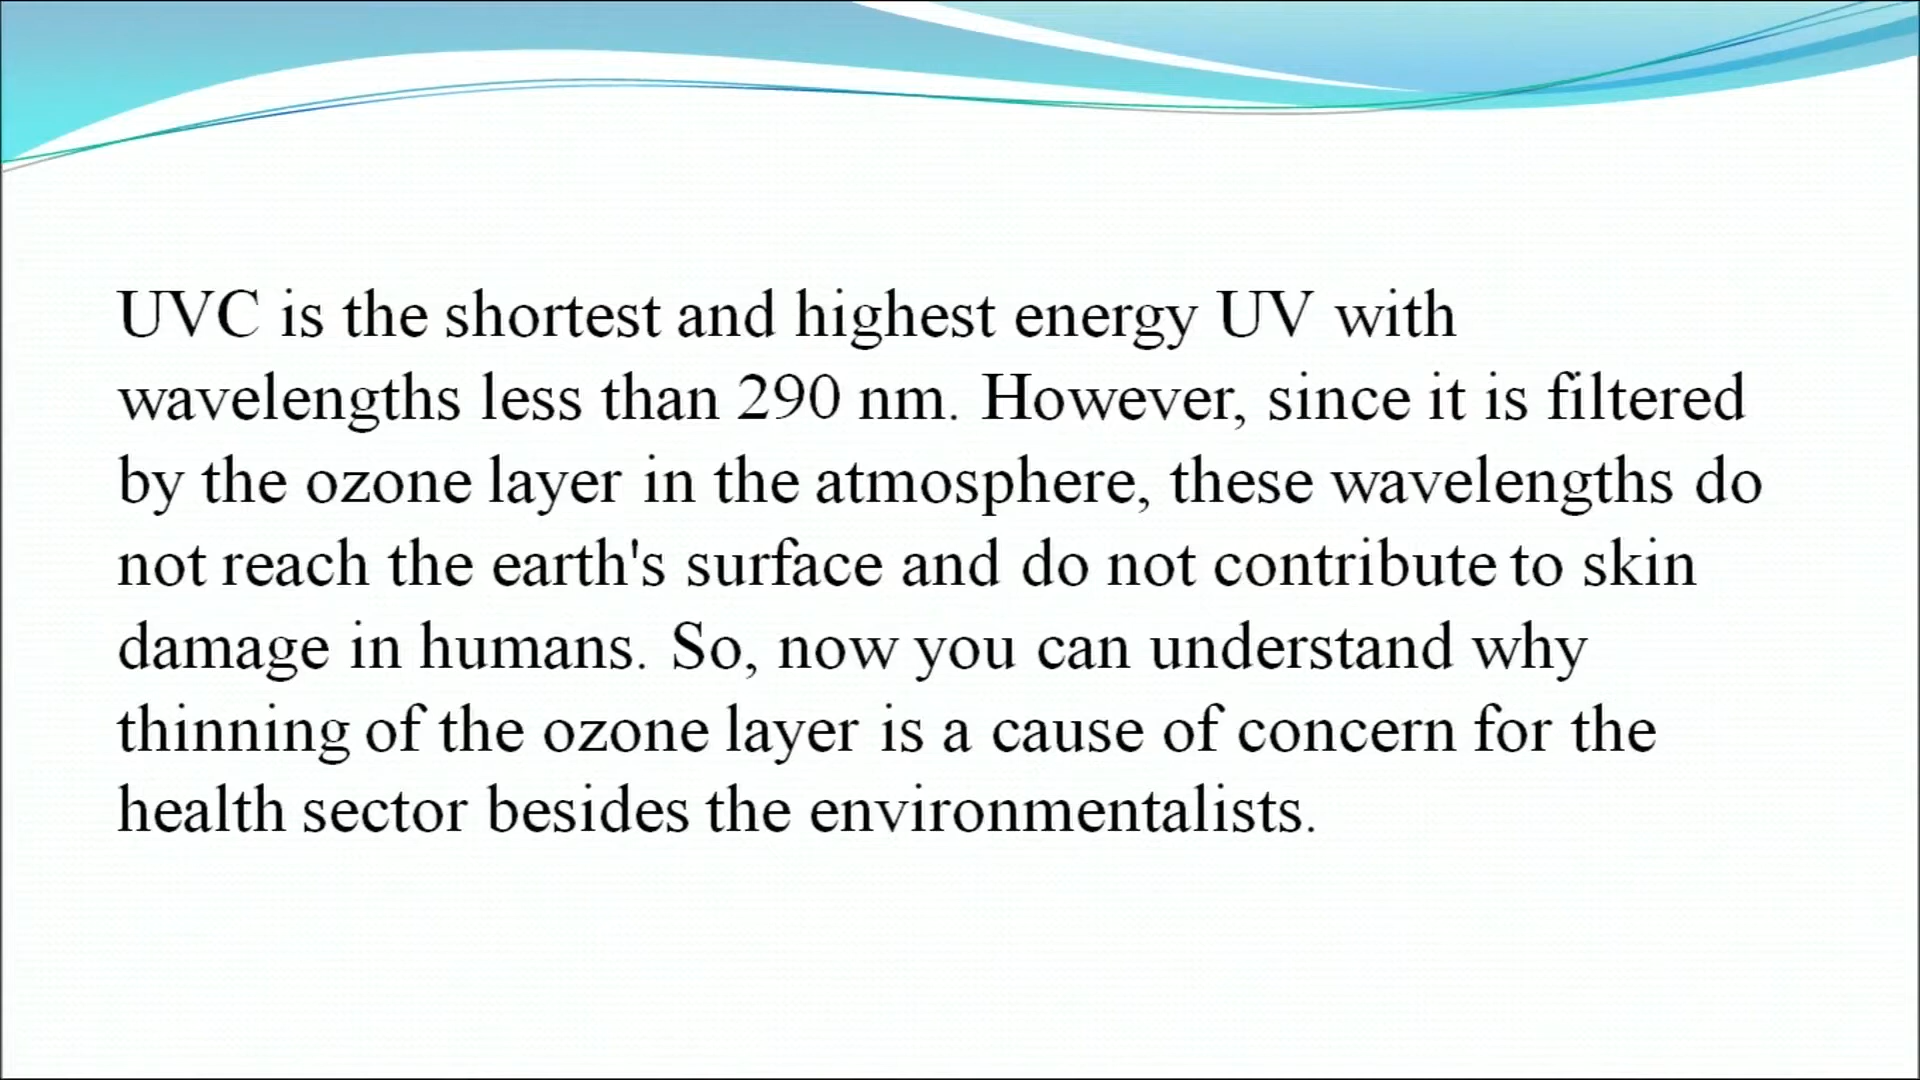 UVC is the shortest and highest energy UV with
wavelengths less than 290 nm. However, since it is filtered
by the ozone layer in the atmosphere, these wavelengths do
not reach the earth's surface and do not contribute to skin
damage in humans. So, now you can understand why
thinning of the ozone layer is a cause of concern for the
health sector besides the environmentalists.